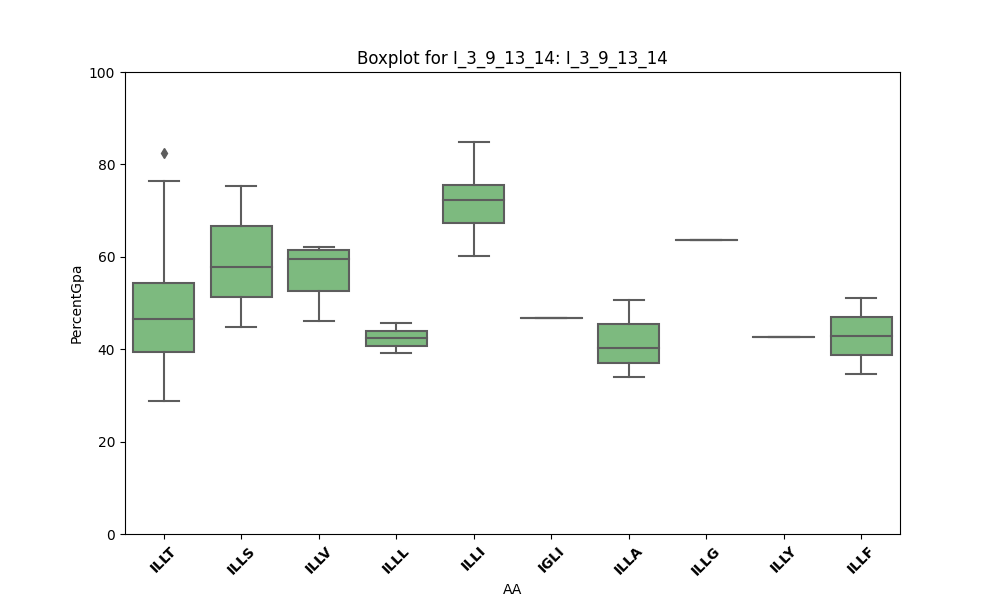 Boxplot for I_3_9_13_14: I_3_9_13_14
100
80
60
40
20
0
PercentGpa
ILLT
ILLS
ILLV
ILLL
ILLI
IGLI
ILLA
ILLG
ILLY
ILLF
AA